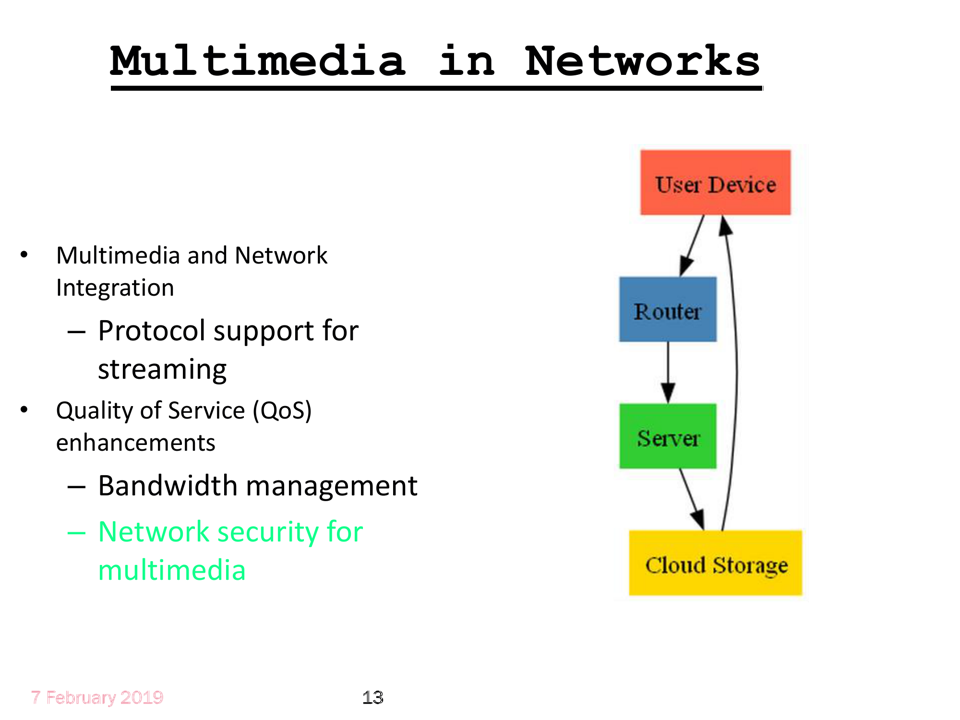 Multimedia in Networks
• Multimedia and Network
Integration
– Protocol support for
streaming
• Quality of Service (QoS)
enhancements
– Bandwidth management
– Network security for
multimedia
User Device
Router
Server
Cloud Storage
7 February 2019
13